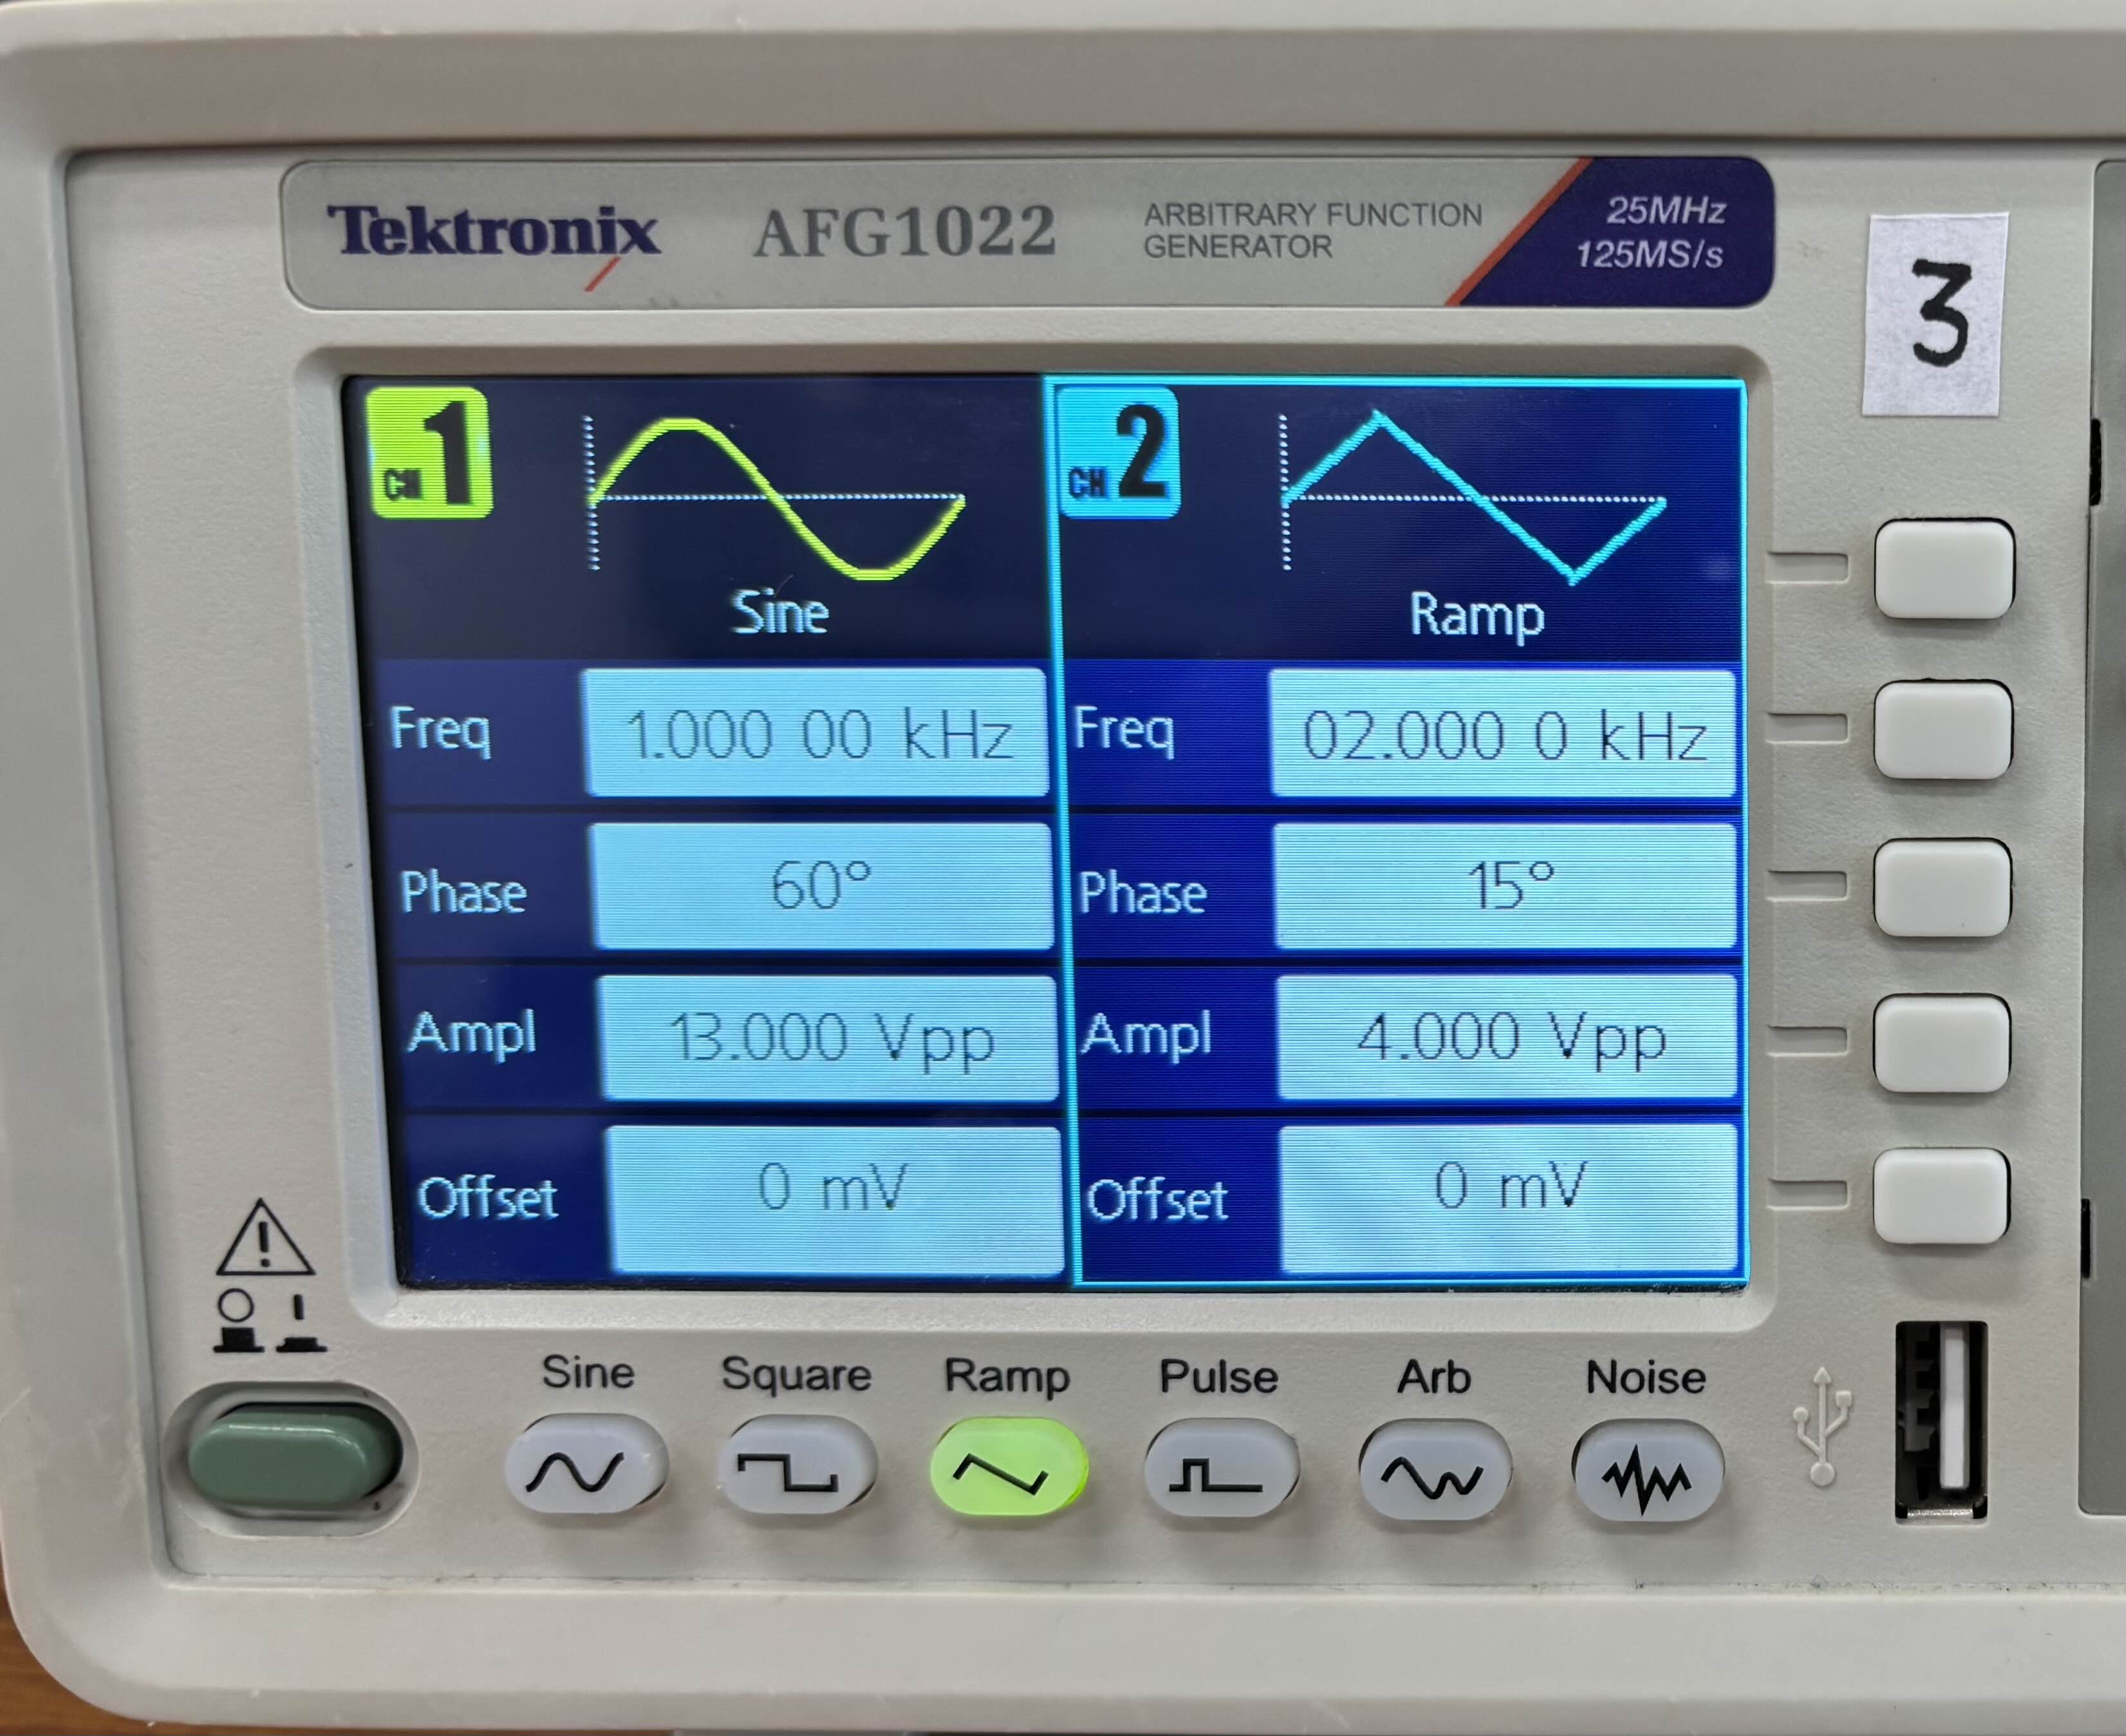 Tektronix AFG1022 ARBITRARY FUNCTION GENERATOR 25MHz 125MS/s
3
CH 1 CH 2
Sine Ramp
Freq 1.000 00 kHz Freq 02.000 0 kHz
Phase 60° Phase 15°
Ampl 13.000 Vpp Ampl 4.000 Vpp
Offset 0 mV Offset 0 mV
Sine Square Ramp Pulse Arb Noise